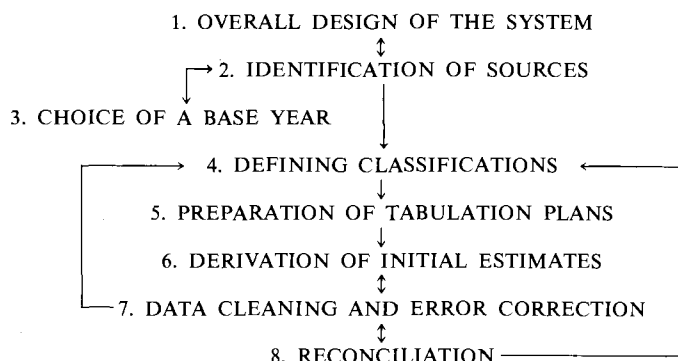 1. OVERALL DESIGN OF THE SYSTEM
2. IDENTIFICATION OF SOURCES
3. CHOICE OF A BASE YEAR
4. DEFINING CLASSIFICATIONS
5. PREPARATION OF TABULATION PLANS
6. DERIVATION OF INITIAL ESTIMATES
7. DATA CLEANING AND ERROR CORRECTION
8. RECONCILIATION